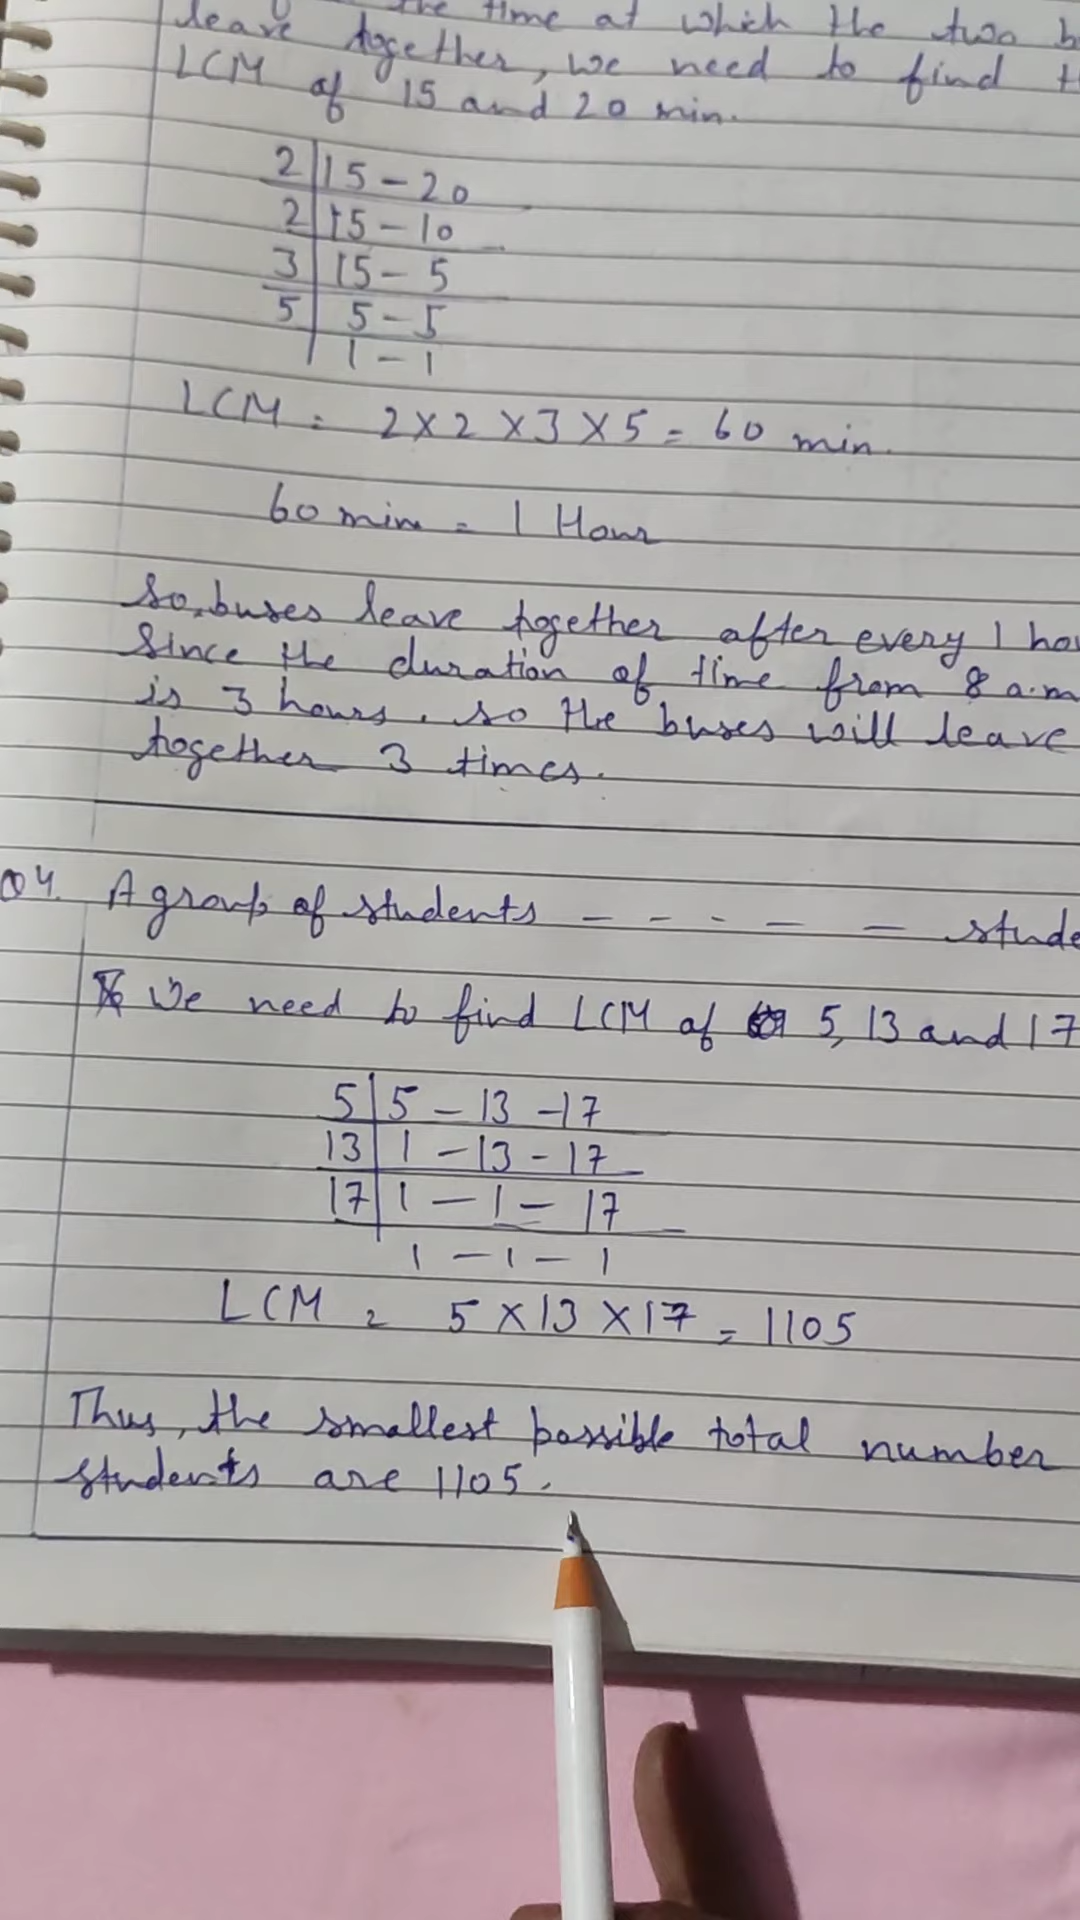 the time at which the two
leave together, we need to find
LCM of 15 and 20 min.
2 | 15 - 20
2 | 15 - 10
3 | 15 - 5
5 | 5 - 5
| 1 - 1
LCM = 2 × 2 × 3 × 5 = 60 min.
60 min = 1 Hour
So, buses leave together after every 1 hou
Since the duration of time from 8 a.m
is 3 hours. so the buses will leave
together 3 times.
Q4. A group of students - - - - - stude
We need to find LCM of 5, 13 and 17
5 | 5 - 13 - 17
13 | 1 - 13 - 17
17 | 1 - 1 - 17
1 - 1 - 1
LCM = 5 × 13 × 17 = 1105
Thus, the smallest possible total number
students are 1105.